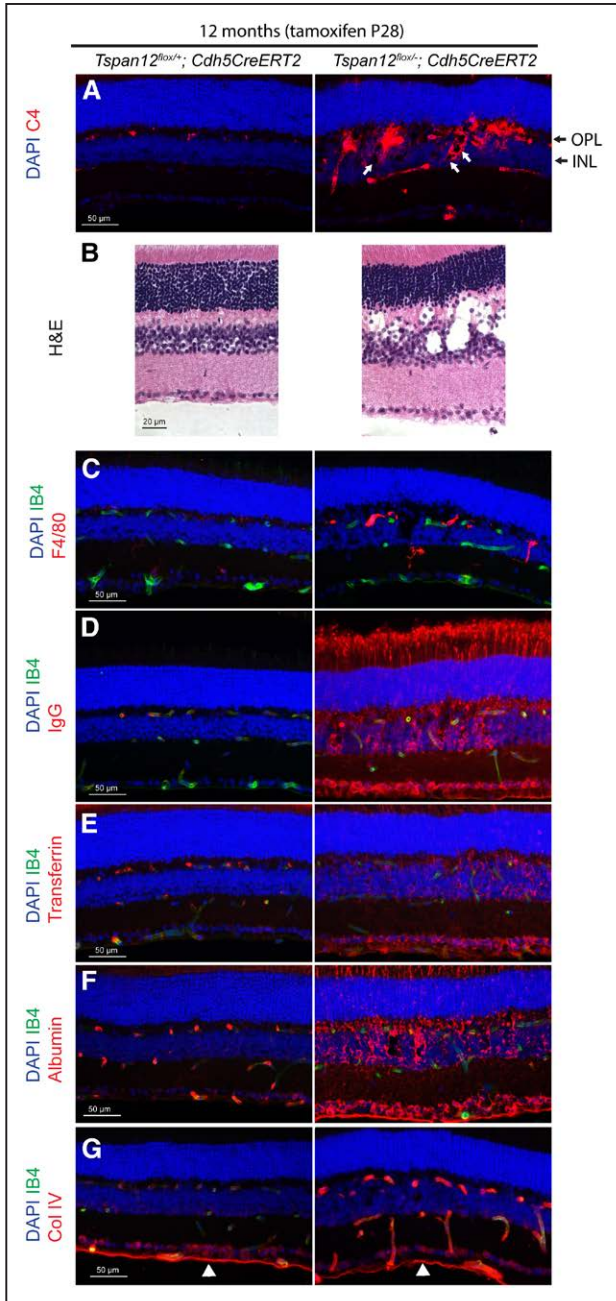 12 months (tamoxifen P28)
Tspan12flox/+; Cdh5CreERT2 Tspan12flox/-; Cdh5CreERT2
A
DAPI C4
OPL
INL
50 µm
B
H&E
20 µm
C
DAPI IB4
F4/80
50 µm
D
DAPI IB4
IgG
50 µm
E
DAPI IB4
Transferrin
50 µm
F
DAPI IB4
Albumin
50 µm
G
DAPI IB4
Col IV
50 µm